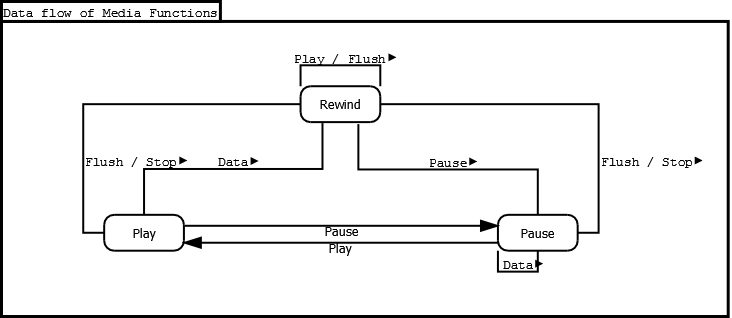 Data flow of Media Functions
Play / Flush
Rewind
Flush / Stop
Data
Pause
Flush / Stop
Play
Pause
Play
Pause
Data